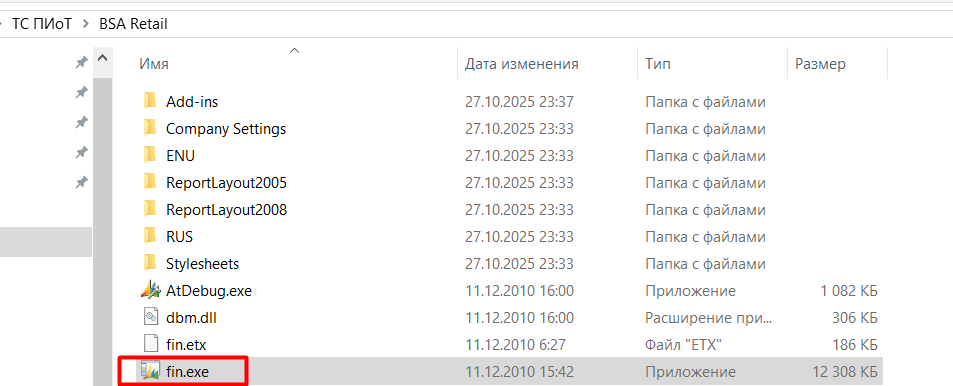 ТС ПИоТ > BSA Retail
Имя Дата изменения Тип Размер
Add-ins 27.10.2025 23:37 Папка с файлами
Company Settings 27.10.2025 23:33 Папка с файлами
ENU 27.10.2025 23:33 Папка с файлами
ReportLayout2005 27.10.2025 23:33 Папка с файлами
ReportLayout2008 27.10.2025 23:33 Папка с файлами
RUS 27.10.2025 23:33 Папка с файлами
Stylesheets 27.10.2025 23:33 Папка с файлами
AtDebug.exe 11.12.2010 16:00 Приложение 1 082 КБ
dbm.dll 11.12.2010 16:00 Расширение при... 306 КБ
fin.etx 11.12.2010 6:27 Файл "ETX" 186 КБ
fin.exe 11.12.2010 15:42 Приложение 12 308 КБ